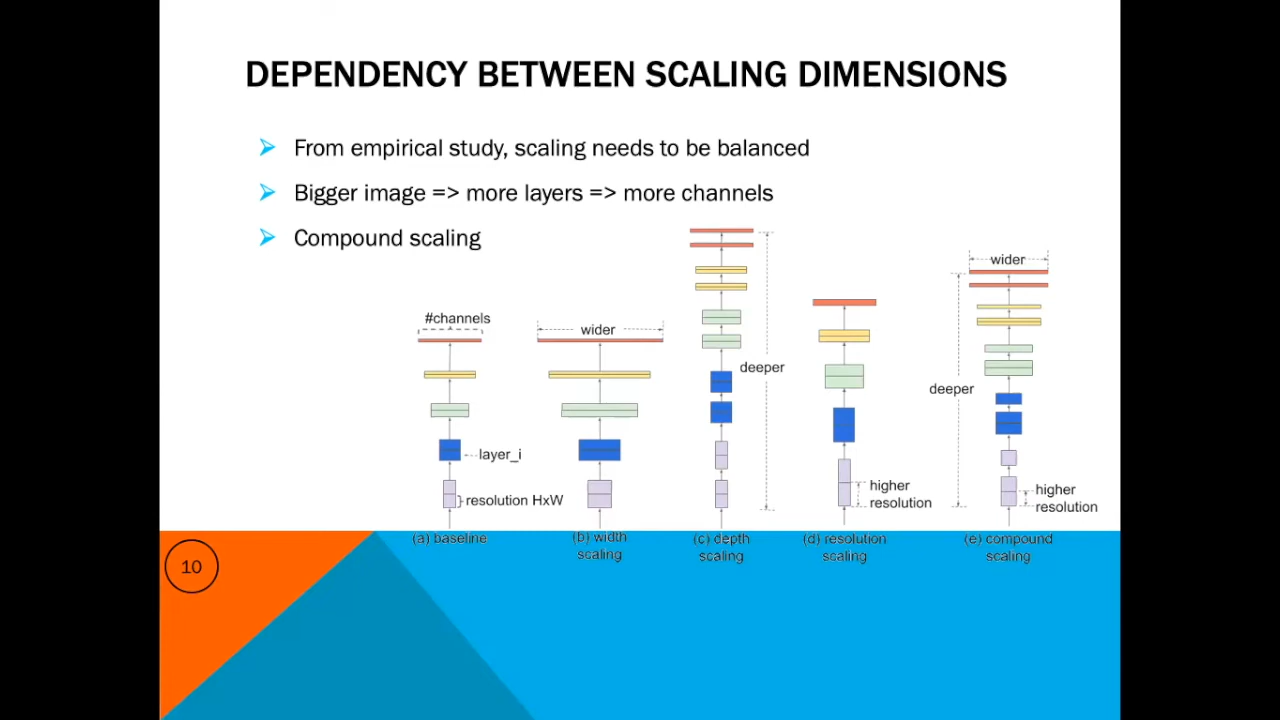 DEPENDENCY BETWEEN SCALING DIMENSIONS
From empirical study, scaling needs to be balanced
Bigger image => more layers => more channels
Compound scaling
#channels
layer_i
resolution HxW
(a) baseline
wider
(b) width
scaling
deeper
(c) depth
scaling
higher
resolution
(d) resolution
scaling
wider
deeper
higher
resolution
(e) compound
scaling
10